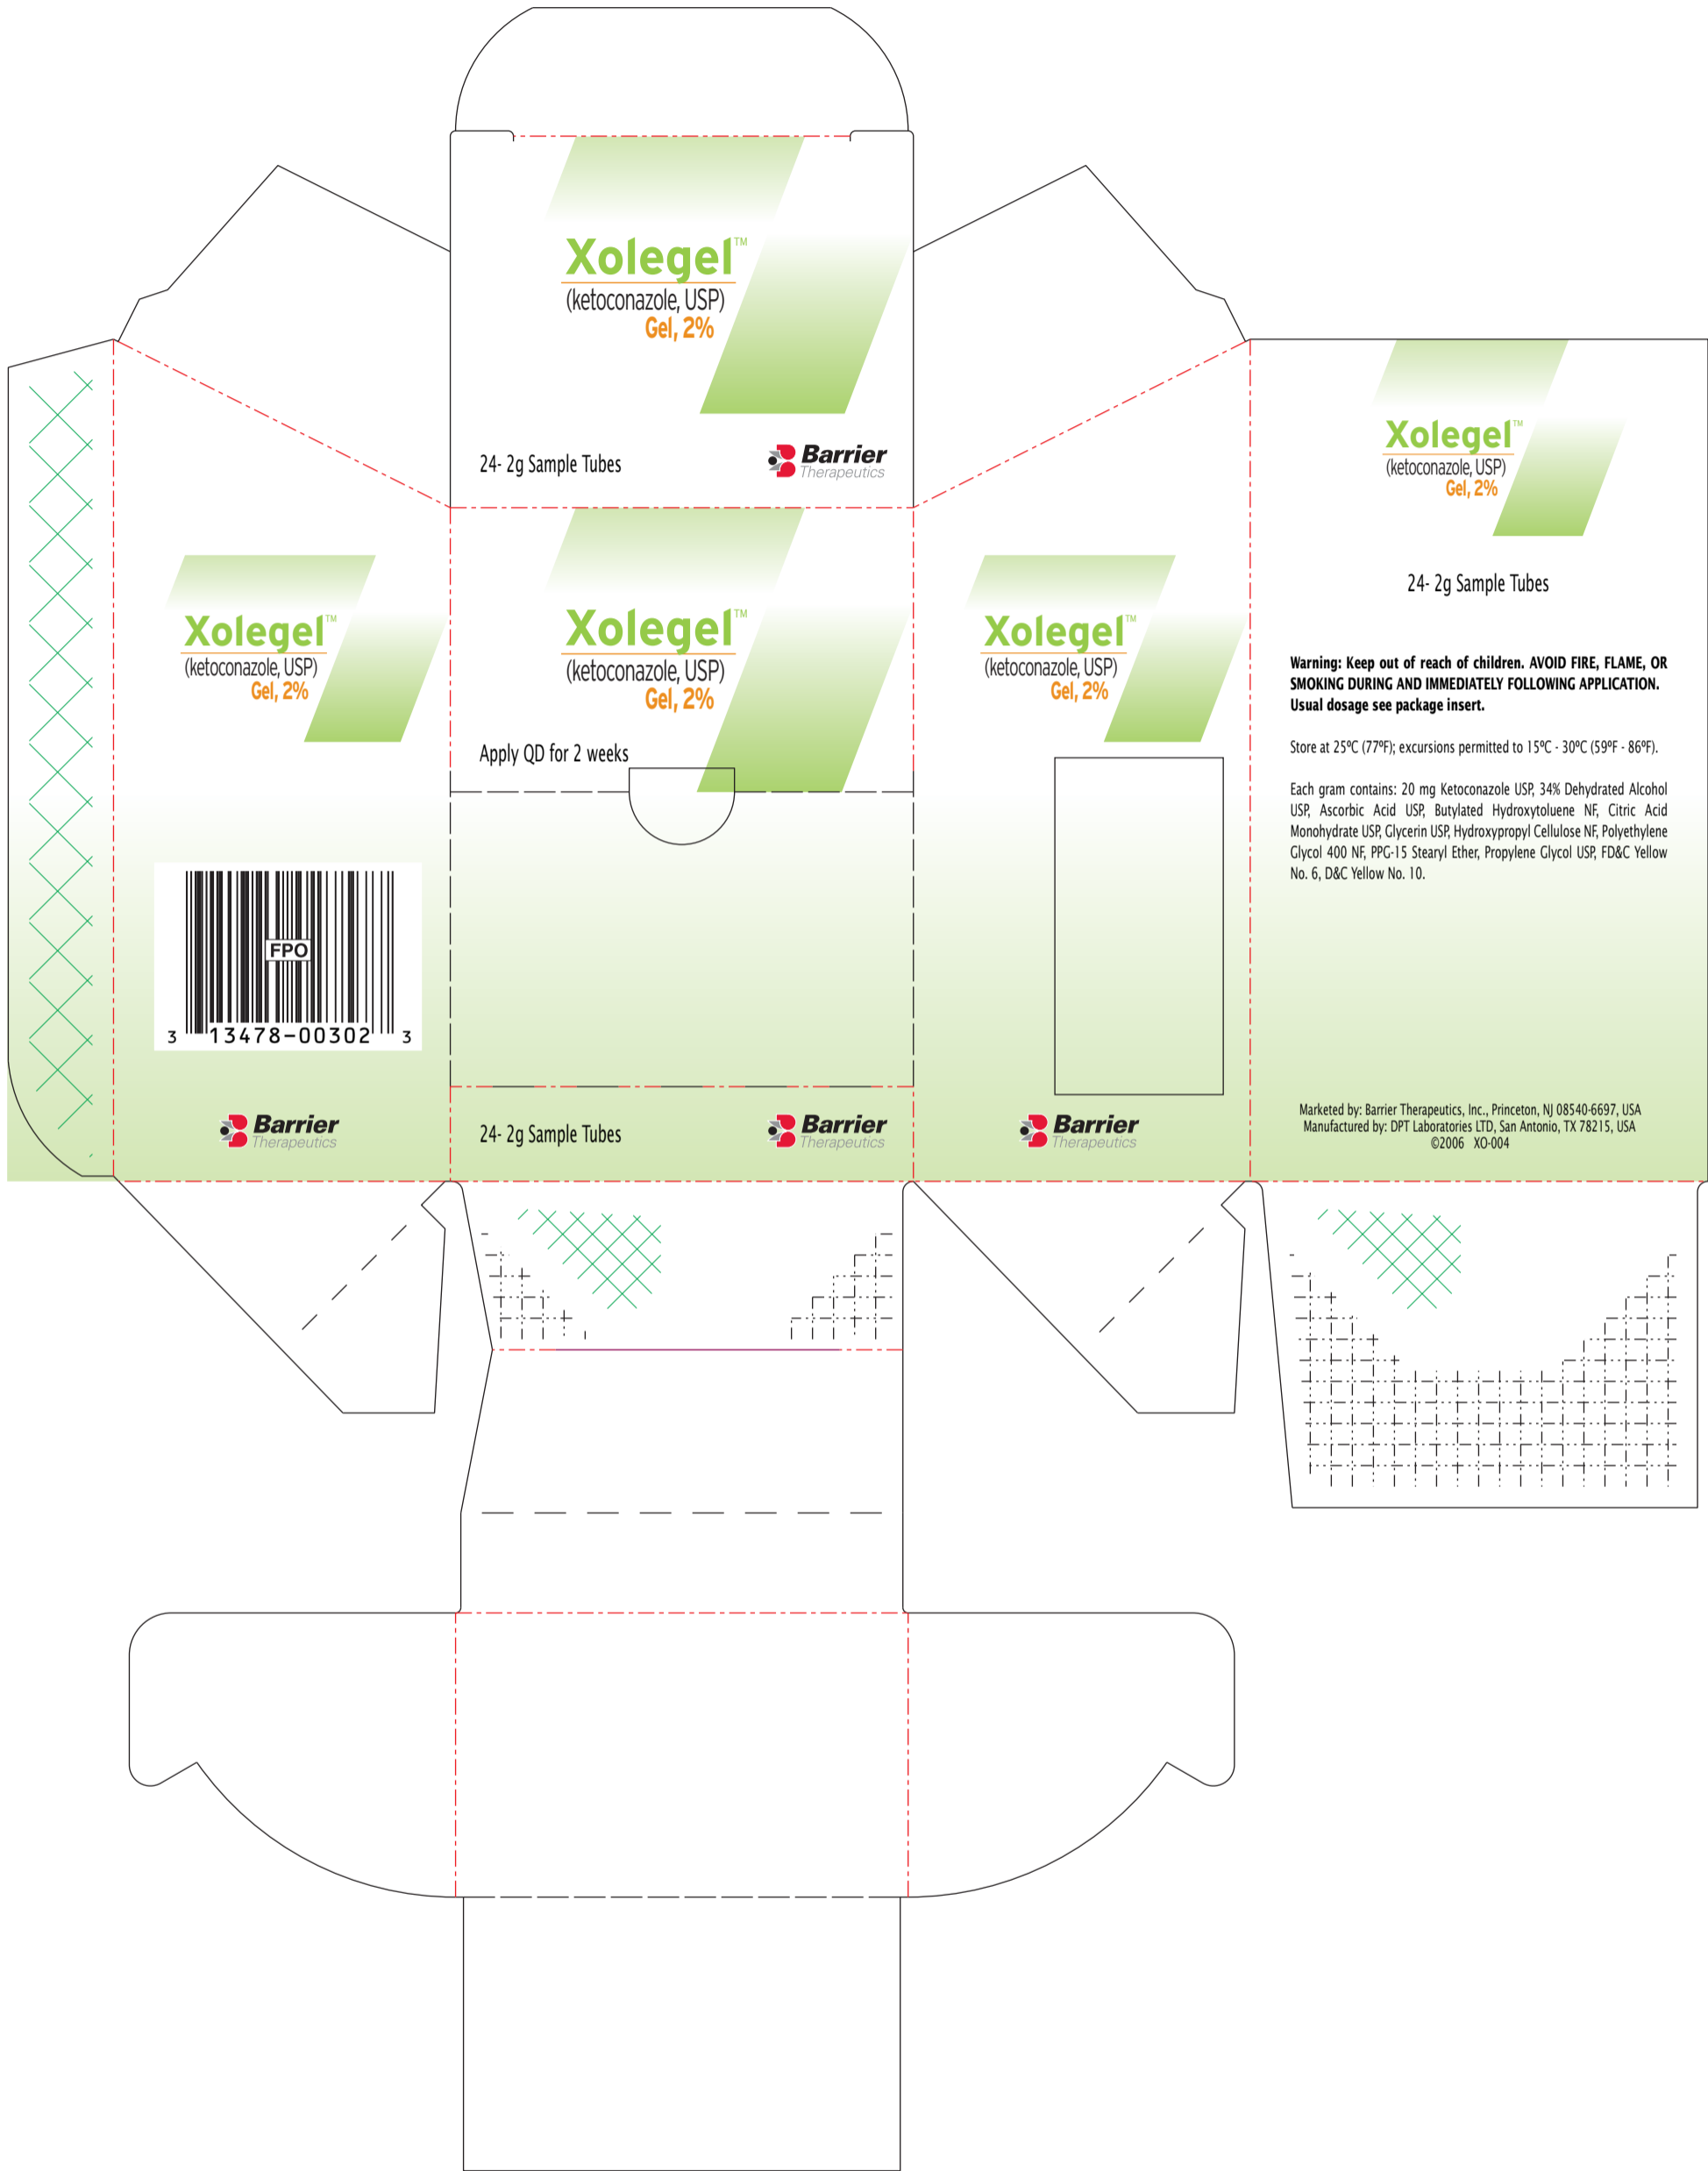 Xolegel™
(ketoconazole, USP)
Gel, 2%
24- 2g Sample Tubes
Barrier
Therapeutics
Xolegel™
(ketoconazole, USP)
Gel, 2%
FPO
3 13478-00302 3
Barrier
Therapeutics
Xolegel™
(ketoconazole, USP)
Gel, 2%
Apply QD for 2 weeks
24- 2g Sample Tubes
Barrier
Therapeutics
Xolegel™
(ketoconazole, USP)
Gel, 2%
Barrier
Therapeutics
Xolegel™
(ketoconazole, USP)
Gel, 2%
24- 2g Sample Tubes
Warning: Keep out of reach of children. AVOID FIRE, FLAME, OR
SMOKING DURING AND IMMEDIATELY FOLLOWING APPLICATION.
Usual dosage see package insert.
Store at 25ºC (77ºF); excursions permitted to 15ºC - 30ºC (59ºF - 86ºF).
Each gram contains: 20 mg Ketoconazole USP, 34% Dehydrated Alcohol
USP, Ascorbic Acid USP, Butylated Hydroxytoluene NF, Citric Acid
Monohydrate USP, Glycerin USP, Hydroxypropyl Cellulose NF, Polyethylene
Glycol 400 NF, PPG-15 Stearyl Ether, Propylene Glycol USP, FD&C Yellow
No. 6, D&C Yellow No. 10.
Marketed by: Barrier Therapeutics, Inc., Princeton, NJ 08540-6697, USA
Manufactured by: DPT Laboratories LTD, San Antonio, TX 78215, USA
©2006 XO-004